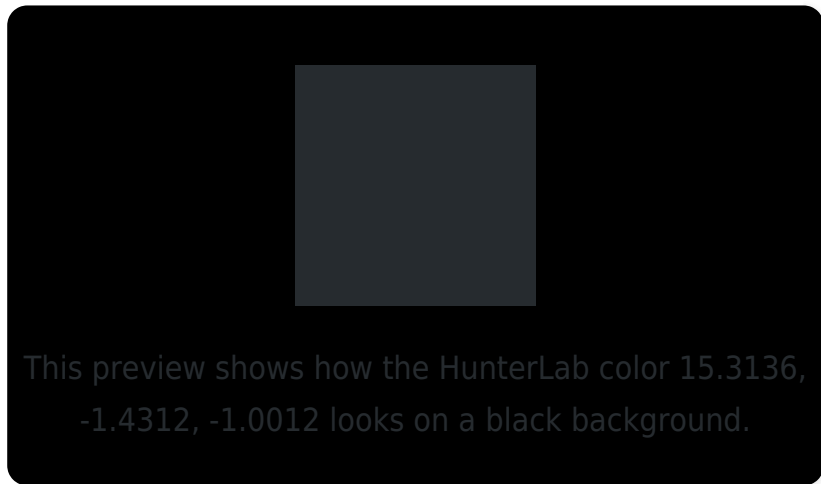 This preview shows how the HunterLab color 15.3136,
-1.4312, -1.0012 looks on a black background.